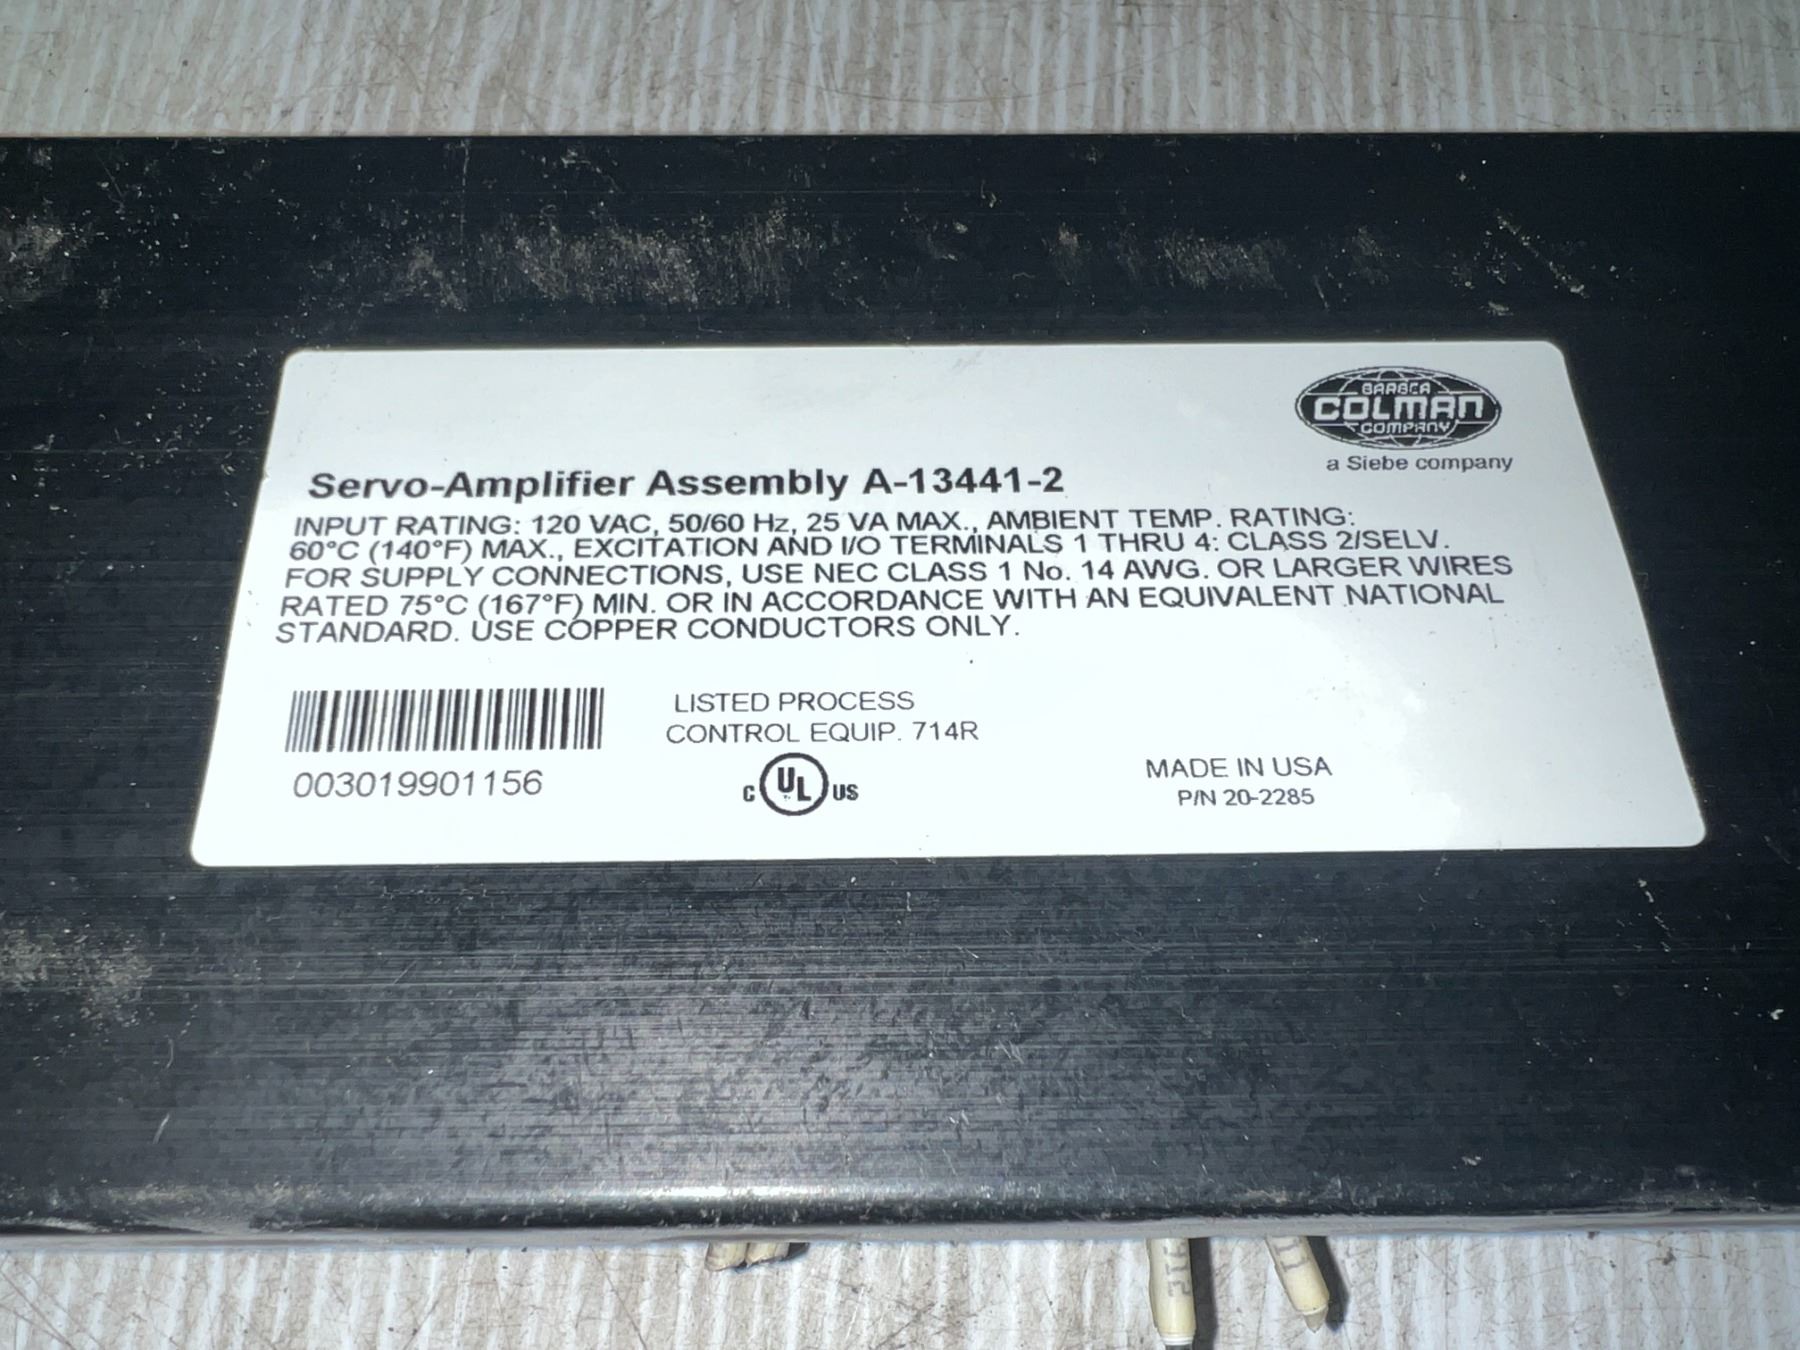 BARBER
COLMAN
COMPANY
a Siebe company
Servo-Amplifier Assembly A-13441-2
INPUT RATING: 120 VAC, 50/60 Hz, 25 VA MAX., AMBIENT TEMP. RATING:
60°C (140°F) MAX., EXCITATION AND I/O TERMINALS 1 THRU 4: CLASS 2/SELV.
FOR SUPPLY CONNECTIONS, USE NEC CLASS 1 No. 14 AWG. OR LARGER WIRES
RATED 75°C (167°F) MIN. OR IN ACCORDANCE WITH AN EQUIVALENT NATIONAL
STANDARD. USE COPPER CONDUCTORS ONLY.
LISTED PROCESS
CONTROL EQUIP. 714R
003019901156
C UL US
MADE IN USA
P/N 20-2285